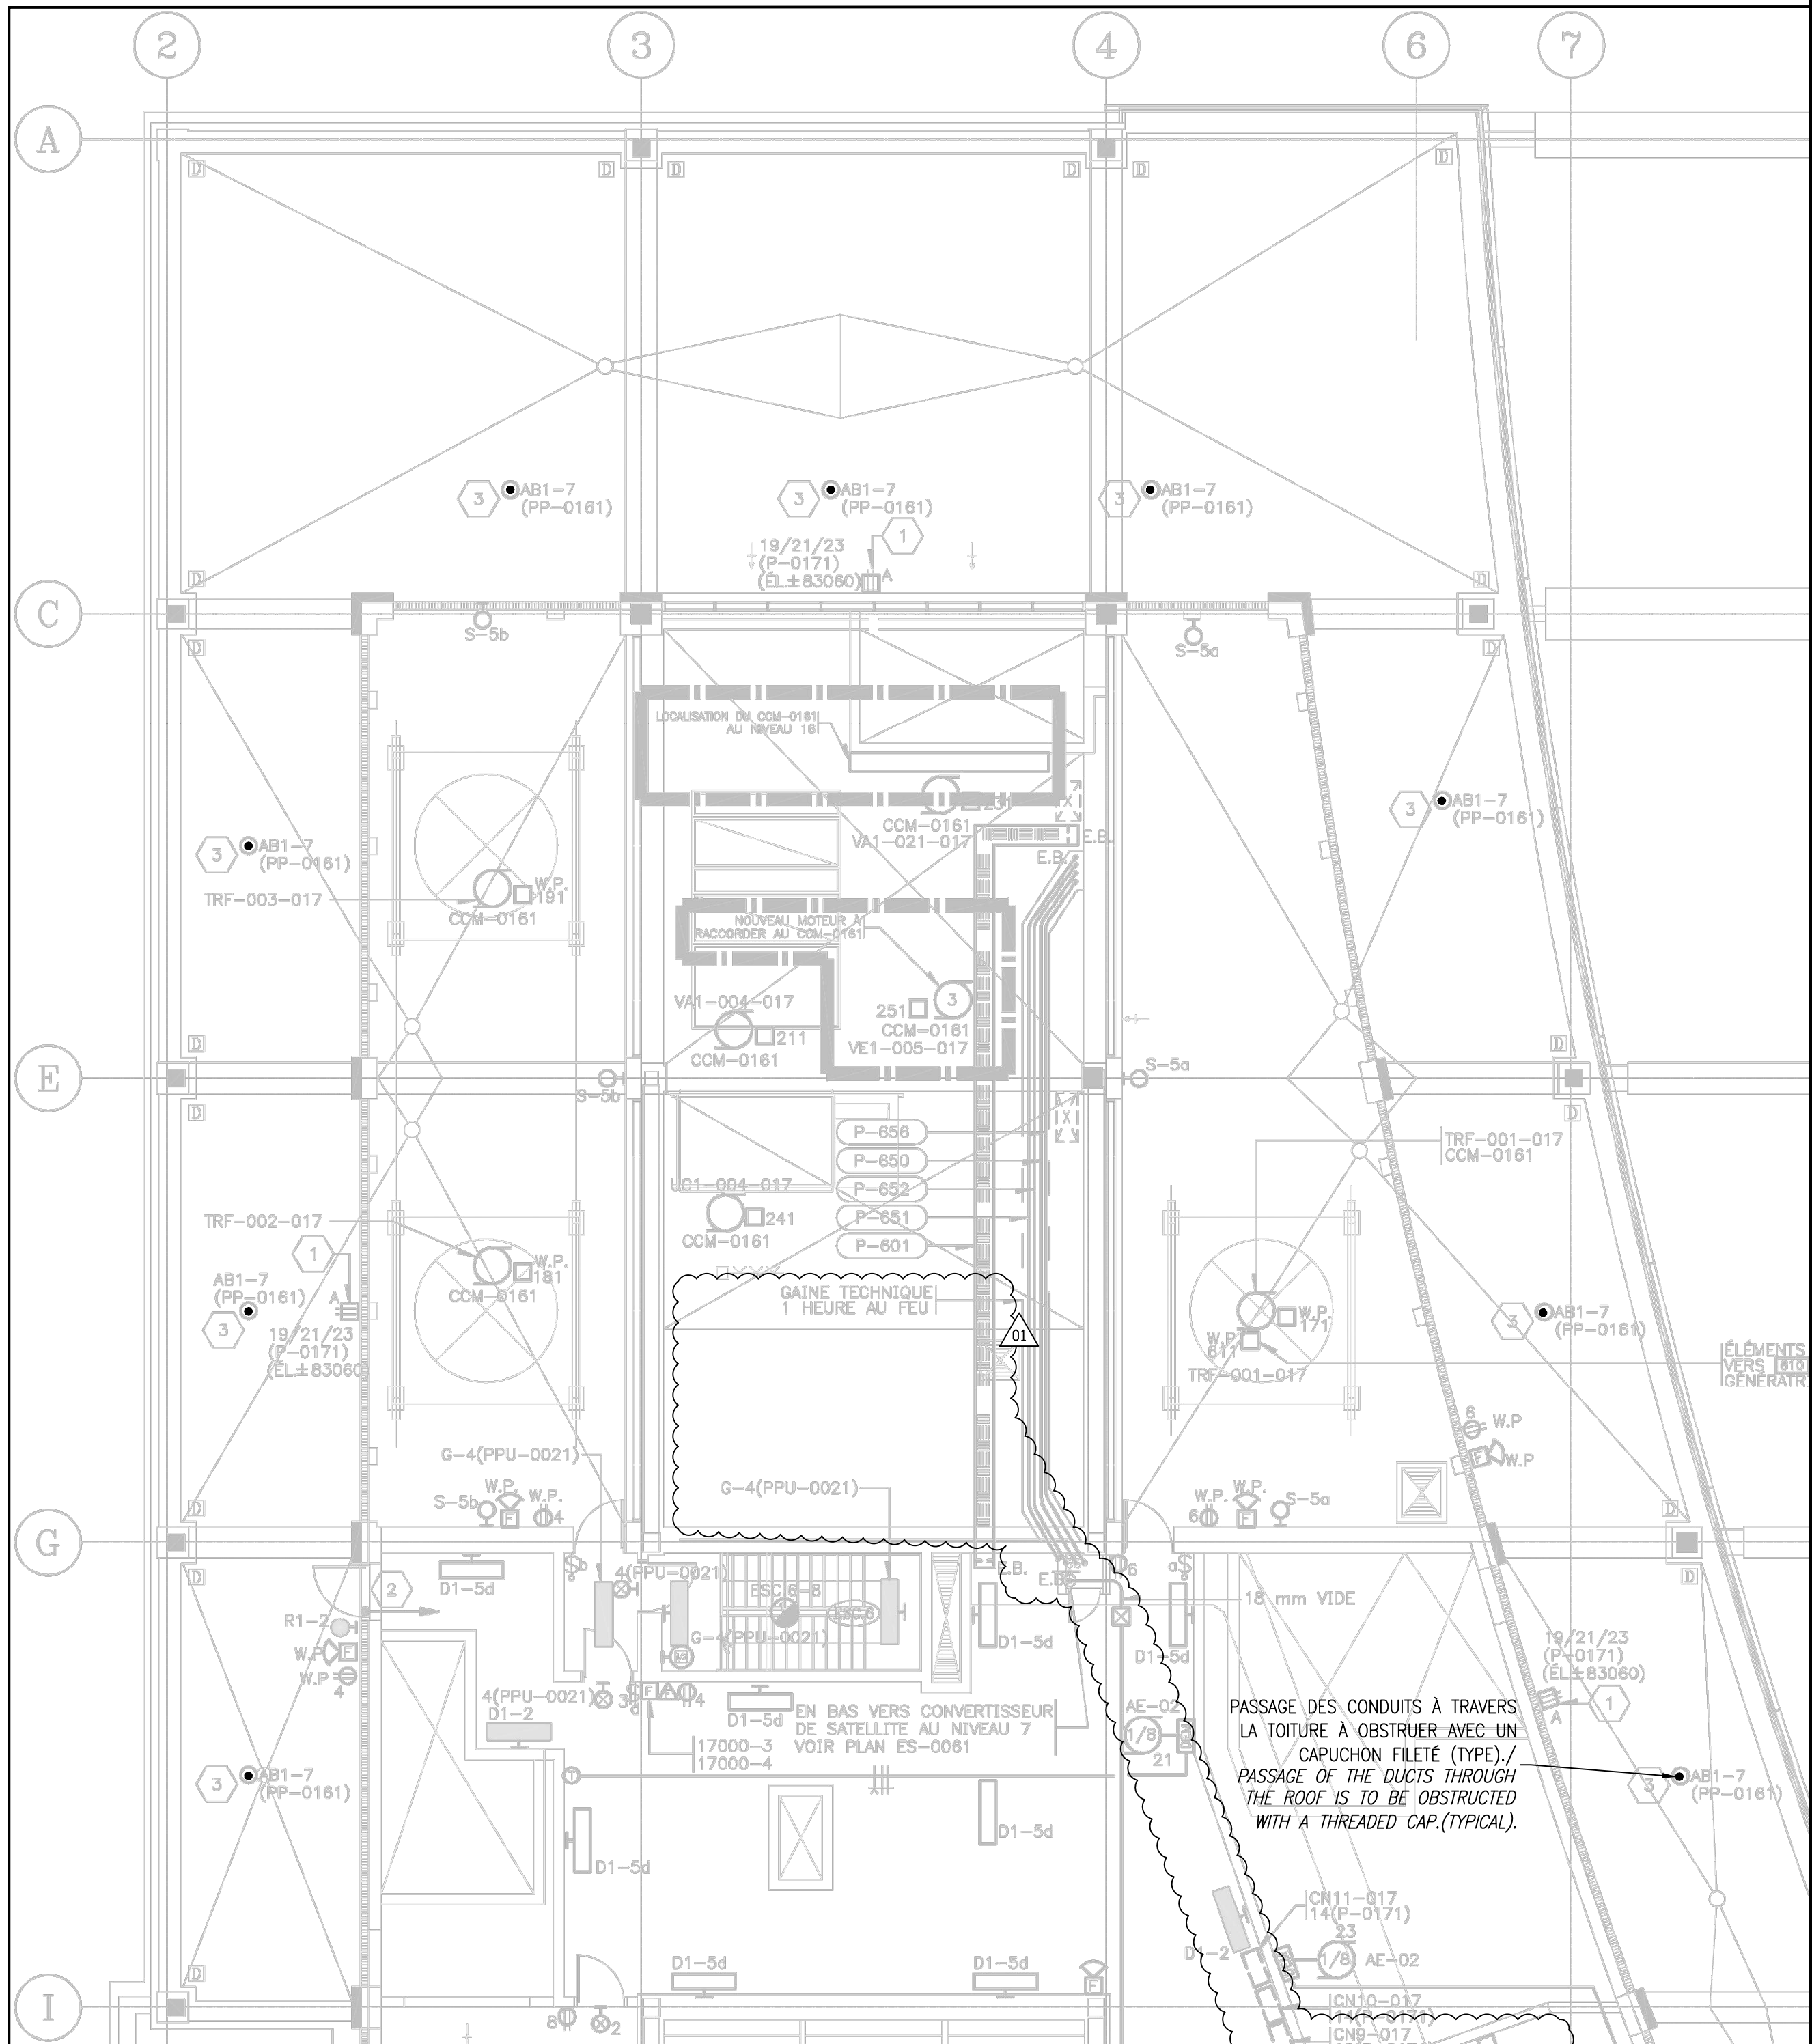 2
3
4
6
7
A
D
D
D
D
D
D
3
AB1-7
(PP-0161)
3
AB1-7
(PP-0161)
3
AB1-7
(PP-0161)
1
19/21/23
(P-0171)
(ÉL.±83060)
A
D
D
C
S-5b
S-5a
D
D
LOCALISATION DU CCM-0161
AU NIVEAU 16
CCM-0161
VA1-021-017
E.B.
E.B.
3
AB1-7
(PP-0161)
3
AB1-7
(PP-0161)
TRF-003-017
W.P.
191
CCM-0161
NOUVEAU MOTEUR À
RACCORDER AU CCM-0161
VA1-004-017
211
CCM-0161
251
3
CCM-0161
VE1-005-017
D
D
E
S-5b
S-5a
D
D
P-656
P-650
P-652
P-651
P-601
TRF-001-017
CCM-0161
UC1-004-017
241
CCM-0161
TRF-002-017
1
W.P.
181
CCM-0161
AB1-7
(PP-0161)
A
3
19/21/23
(P-0171)
(ÉL.±83060)
GAINE TECHNIQUE
1 HEURE AU FEU
01
W.P.
171
W.P.
611
TRF-001-017
3
AB1-7
(PP-0161)
ÉLÉMENTS
VERS 610
GÉNÉRATR
6
W.P
F
W.P
G-4(PPU-0021)
G-4(PPU-0021)
S-5b
W.P.
F
W.P.
4
W.P.
6
W.P.
F
S-5a
D
D
G
D
D
2
D1-5d
b
4(PPU-0021)
ESC.6-8
ESC.6
G-4(PPU-0021)
E.B.
E.B.
6
a
18 mm VIDE
R1-2
W.P
F
W.P
4
D1-5d
D1-5d
4(PPU-0021)
3
F
4
D1-2
D1-5d
17000-3
17000-4
EN BAS VERS CONVERTISSEUR
DE SATELLITE AU NIVEAU 7
VOIR PLAN ES-0061
AE-02
1/8
21
19/21/23
(P-0171)
(ÉL.±83060)
1
A
PASSAGE DES CONDUITS À TRAVERS
LA TOITURE À OBSTRUER AVEC UN
CAPUCHON FILETÉ (TYPE)./
PASSAGE OF THE DUCTS THROUGH
THE ROOF IS TO BE OBSTRUCTED
WITH A THREADED CAP.(TYPICAL).
3
AB1-7
(PP-0161)
3
AB1-7
(PP-0161)
T
D1-5d
D1-5d
CN11-017
14(P-0171)
23
1/8
AE-02
D1-2
D
D1-5d
D1-5d
F
I
8
2
CN10-017
14(P-0171)
CN9-017